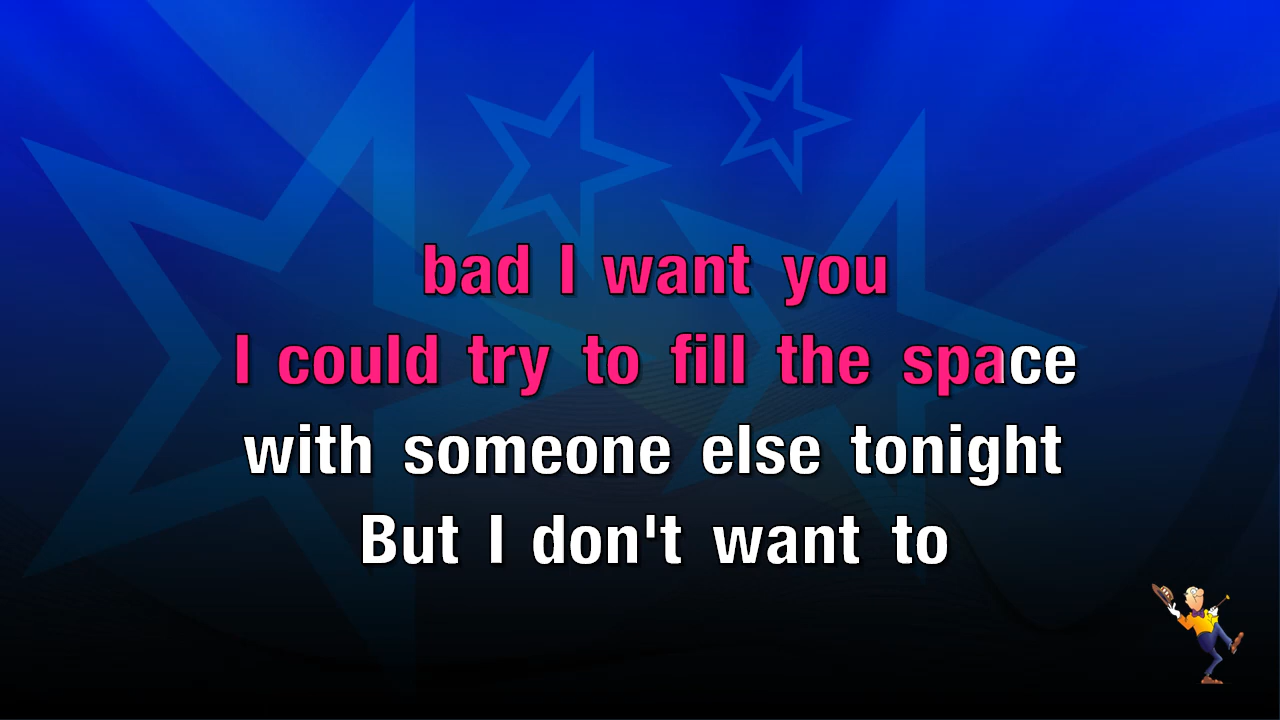 bad I want you
I could try to fill the space
with someone else tonight
But I don't want to